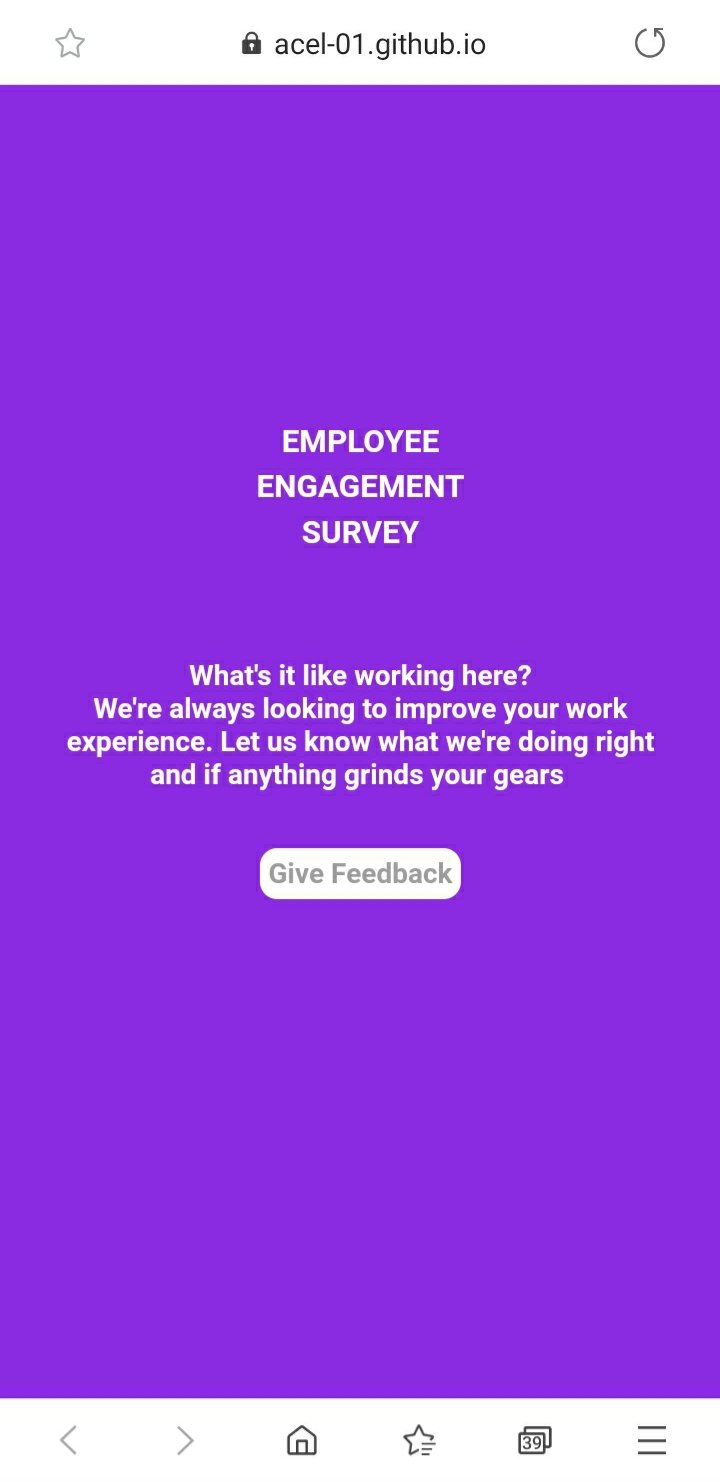 acel-01.github.io
EMPLOYEE
ENGAGEMENT
SURVEY
What's it like working here?
We're always looking to improve your work
experience. Let us know what we're doing right
and if anything grinds your gears
Give Feedback
39